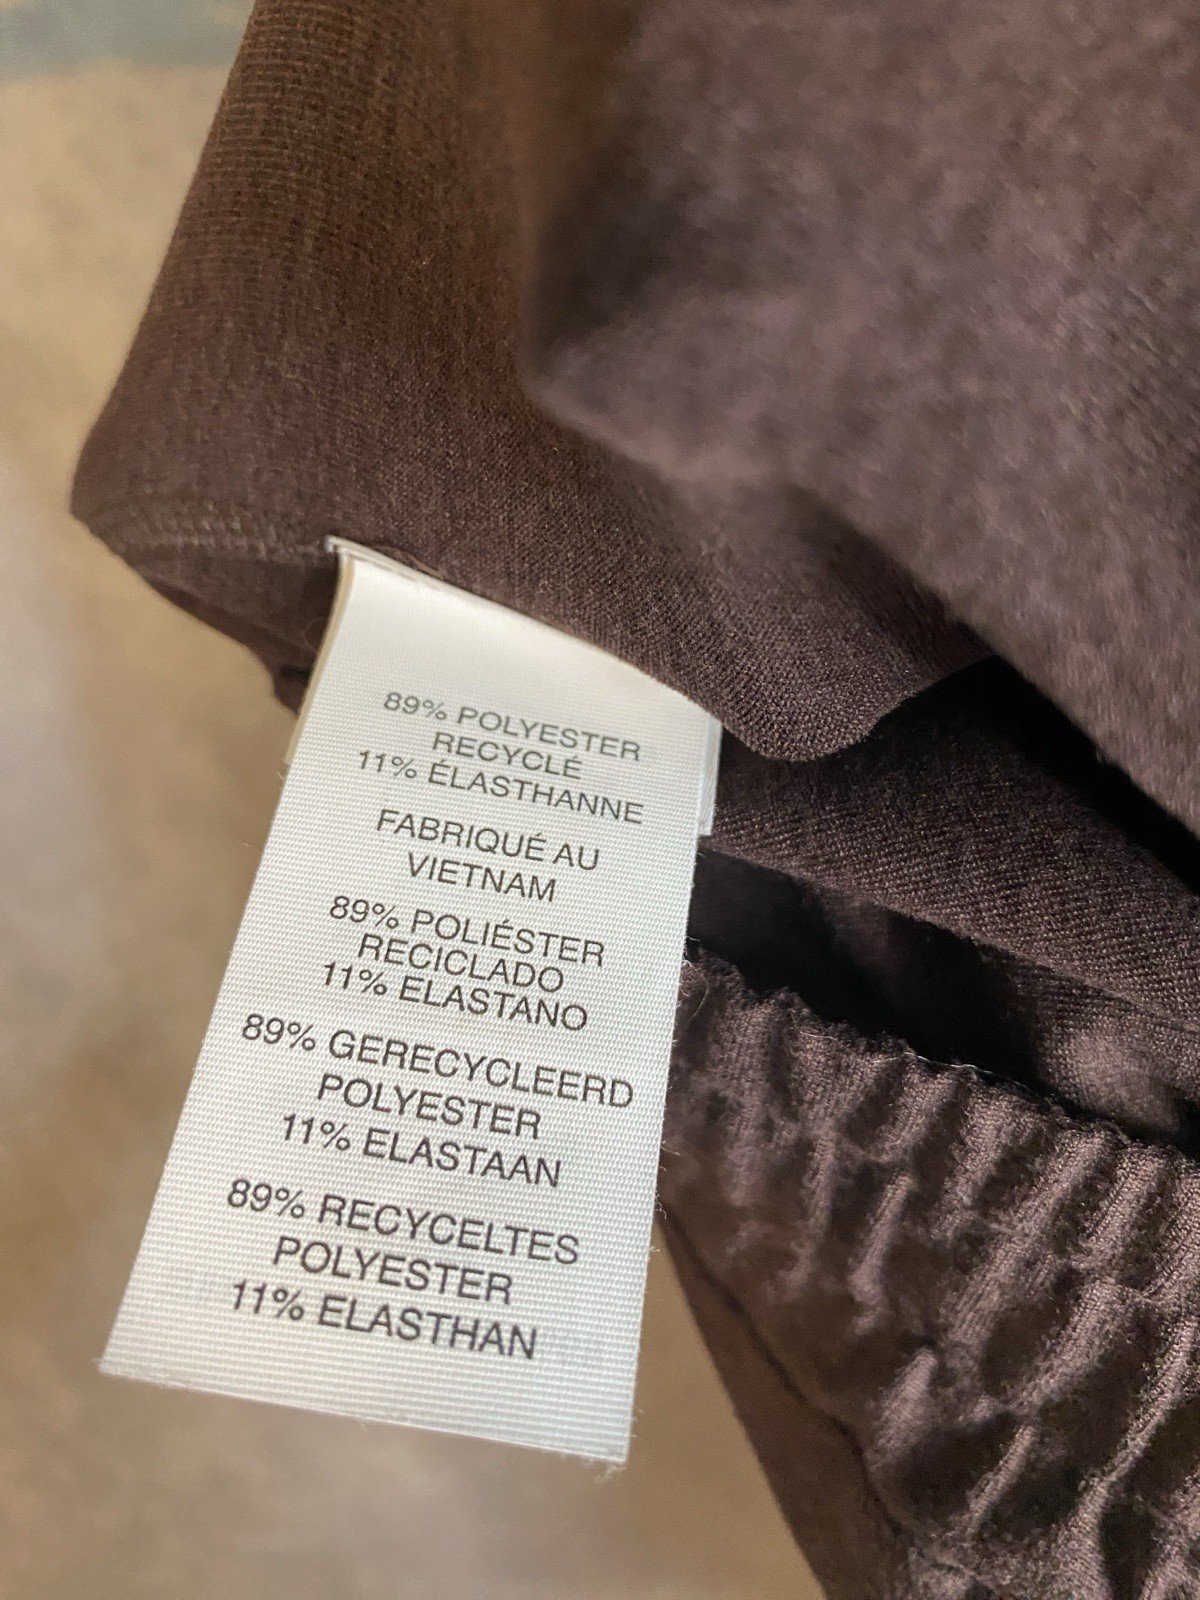 89% POLYESTER
RECYCLÉ
11% ÉLASTHANNE
FABRIQUÉ AU
VIETNAM
89% POLIÉSTER
RECICLADO
11% ELASTANO
89% GERECYCLEERD
POLYESTER
11% ELASTAAN
89% RECYCELTES
POLYESTER
11% ELASTHAN